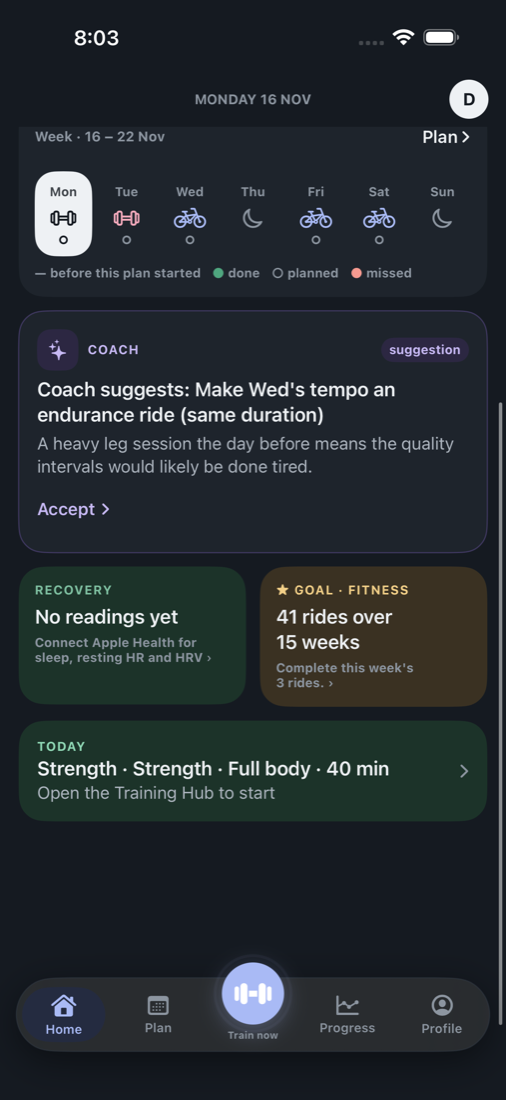 8:03
MONDAY 16 NOV
D
Week · 16 – 22 Nov
Plan >
Mon Tue Wed Thu Fri Sat Sun
— before this plan started done planned missed
COACH
suggestion
Coach suggests: Make Wed's tempo an
endurance ride (same duration)
A heavy leg session the day before means the quality
intervals would likely be done tired.
Accept >
RECOVERY
No readings yet
Connect Apple Health for
sleep, resting HR and HRV ›
GOAL · FITNESS
41 rides over
15 weeks
Complete this week's
3 rides. ›
TODAY
Strength · Strength · Full body · 40 min
Open the Training Hub to start
Home
Plan
Train now
Progress
Profile